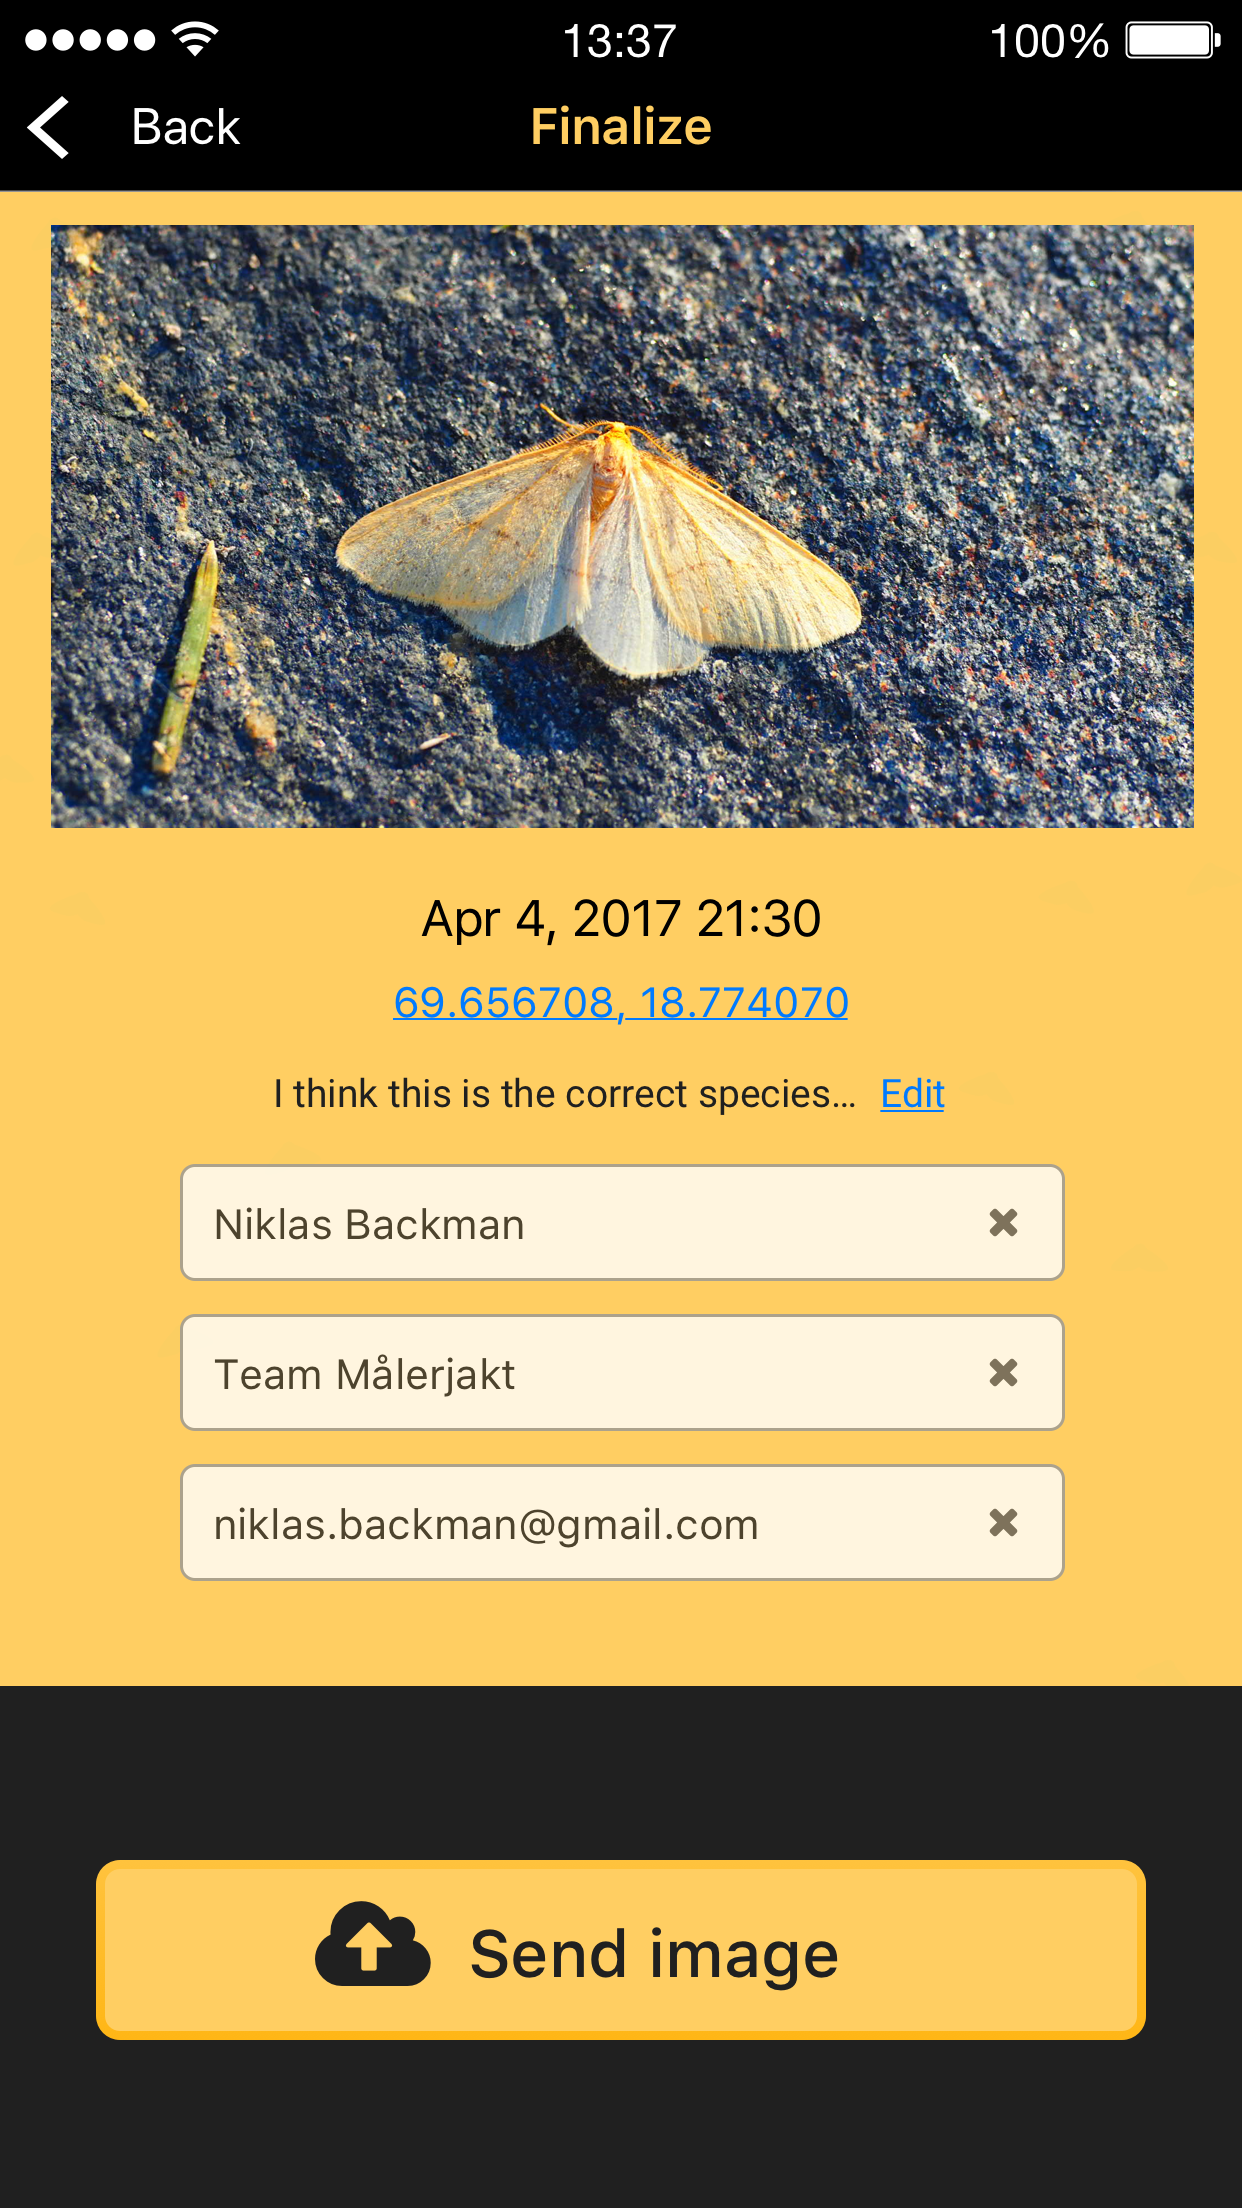 13:37 100%
Back Finalize
Apr 4, 2017 21:30
69.656708, 18.774070
I think this is the correct species... Edit
Niklas Backman
Team Målerjakt
niklas.backman@gmail.com
Send image